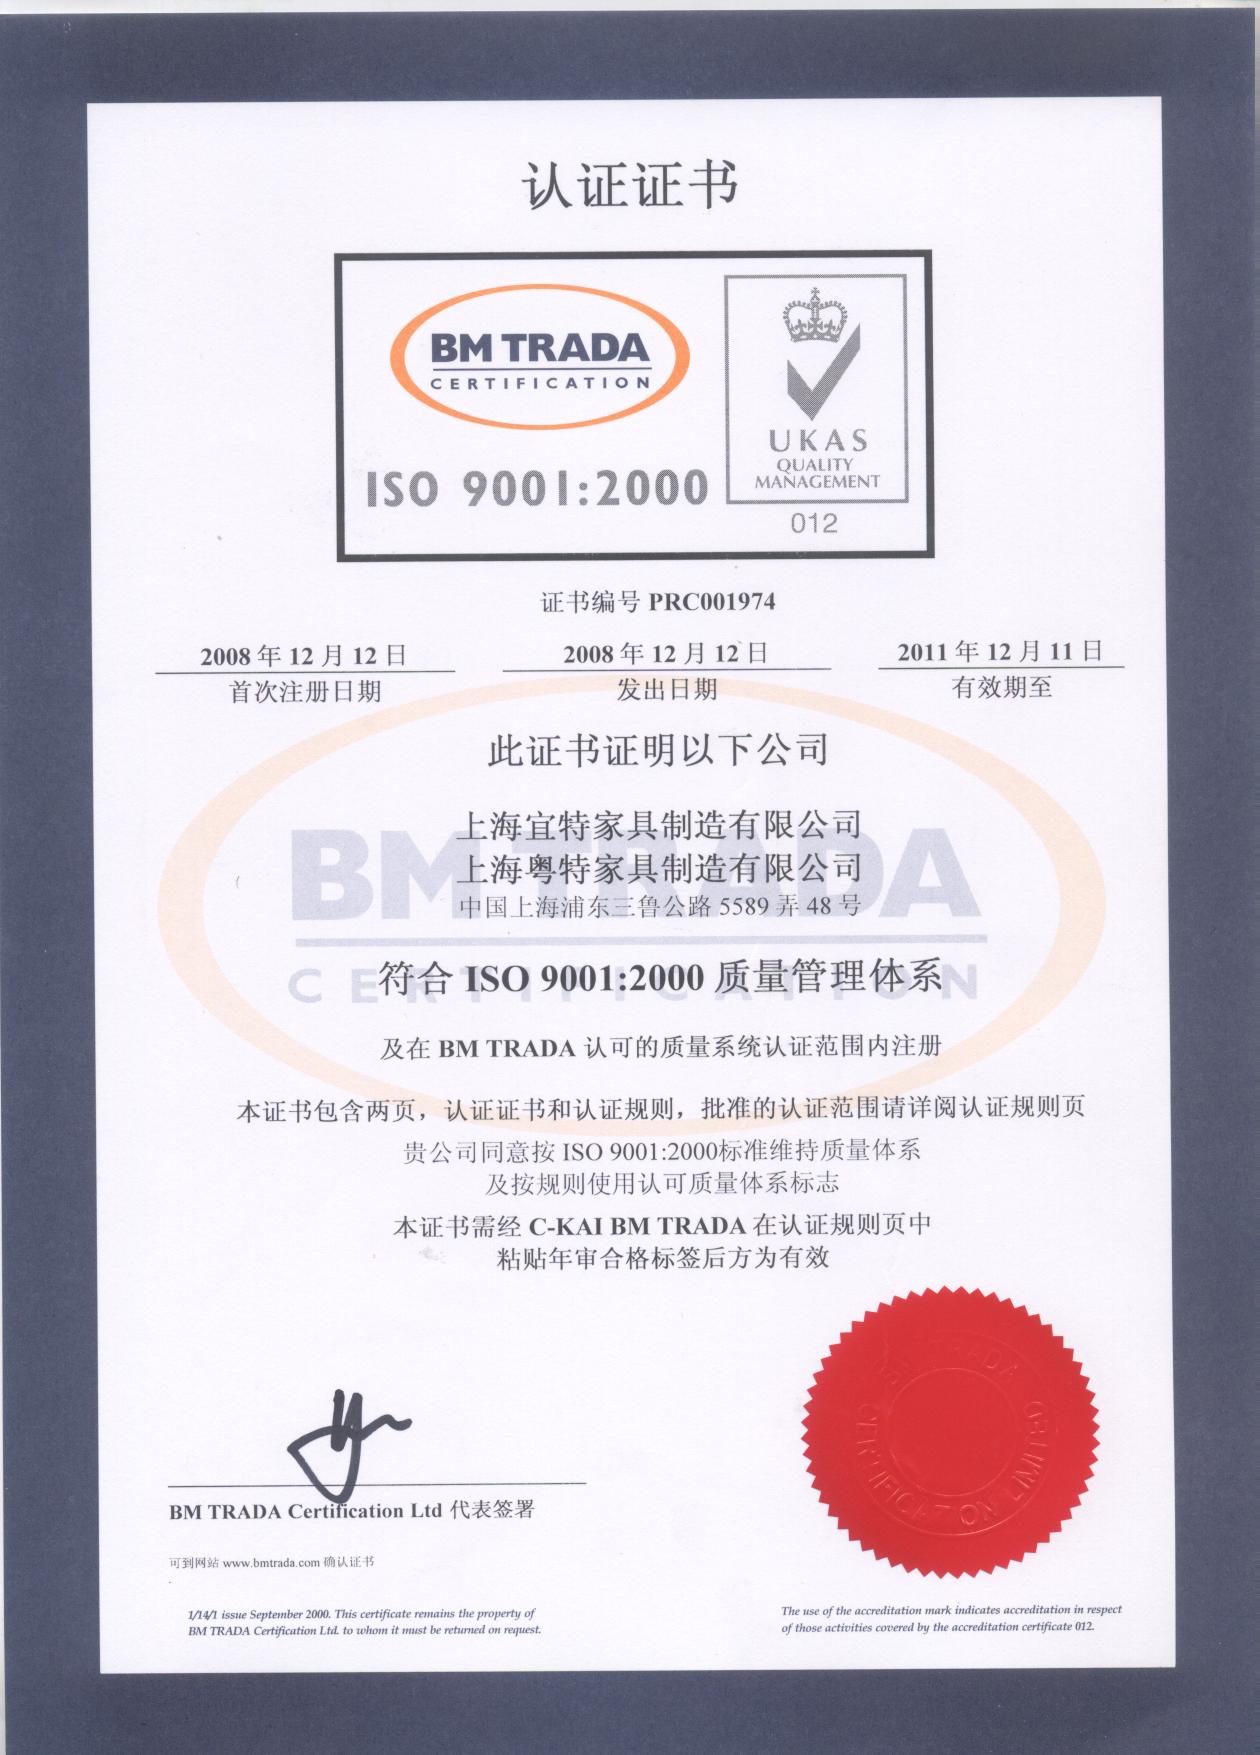 认证证书
BM TRADA
CERTIFICATION
ISO 9001:2000
UKAS
QUALITY
MANAGEMENT
012
证书编号 PRC001974
2008 年 12 月 12 日
首次注册日期
2008 年 12 月 12 日
发出日期
2011 年 12 月 11 日
有效期至
此证书证明以下公司
上海宜特家具制造有限公司
上海粤特家具制造有限公司
中国上海浦东三鲁公路 5589 弄 48 号
BM TRADA
CERTIFICATION
符合 ISO 9001:2000 质量管理体系
及在 BM TRADA 认可的质量系统认证范围内注册
本证书包含两页，认证证书和认证规则，批准的认证范围请详阅认证规则页
贵公司同意按 ISO 9001:2000标准维持质量体系
及按规则使用认可质量体系标志
本证书需经 C-KAI BM TRADA 在认证规则页中
粘贴年审合格标签后方为有效
BM TRADA
CERTIFICATION LIMITED
BM TRADA Certification Ltd 代表签署
可到网站 www.bmtrada.com 确认证书
1/14/1 issue September 2000. This certificate remains the property of
BM TRADA Certification Ltd. to whom it must be returned on request.
The use of the accreditation mark indicates accreditation in respect
of those activities covered by the accreditation certificate 012.